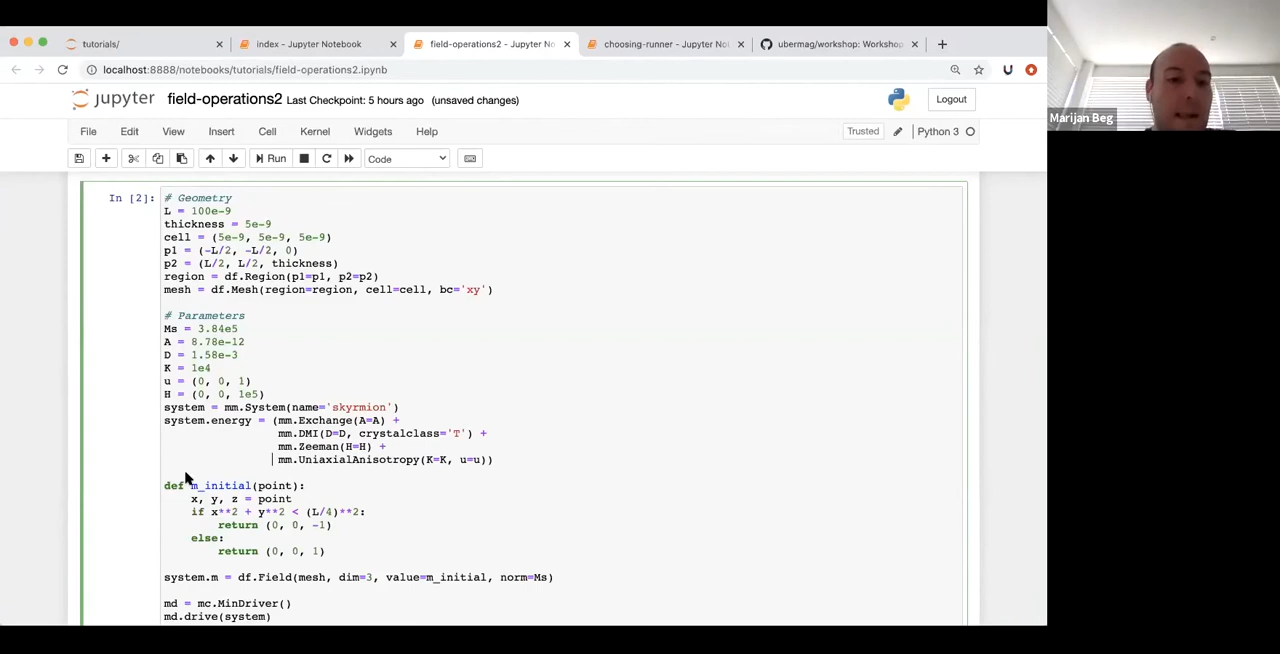 tutorials/
index - Jupyter Notebook
field-operations2 - Jupyter No
choosing-runner - Jupyter No
ubermag/workshop: Workshop
localhost:8888/notebooks/tutorials/field-operations2.ipynb
jupyter field-operations2 Last Checkpoint: 5 hours ago (unsaved changes)
Logout
Marijan Beg
File Edit View Insert Cell Kernel Widgets Help
Trusted
Python 3
Run
Code
In [2]:
# Geometry
L = 100e-9
thickness = 5e-9
cell = (5e-9, 5e-9, 5e-9)
p1 = (-L/2, -L/2, 0)
p2 = (L/2, L/2, thickness)
region = df.Region(p1=p1, p2=p2)
mesh = df.Mesh(region=region, cell=cell, bc='xy')
# Parameters
Ms = 3.84e5
A = 8.78e-12
D = 1.58e-3
K = 1e4
u = (0, 0, 1)
H = (0, 0, 1e5)
system = mm.System(name='skyrmion')
system.energy = (mm.Exchange(A=A) +
mm.DMI(D=D, crystalclass='T') +
mm.Zeeman(H=H) +
mm.UniaxialAnisotropy(K=K, u=u))
def m_initial(point):
x, y, z = point
if x**2 + y**2 < (L/4)**2:
return (0, 0, -1)
else:
return (0, 0, 1)
system.m = df.Field(mesh, dim=3, value=m_initial, norm=Ms)
md = mc.MinDriver()
md.drive(system)